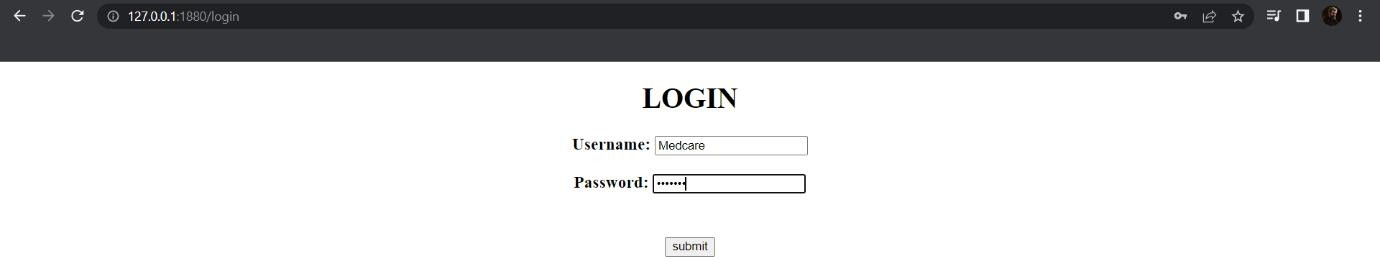 127.0.0.1:1880/login
LOGIN
Username: Medcare
Password: •••••••
submit